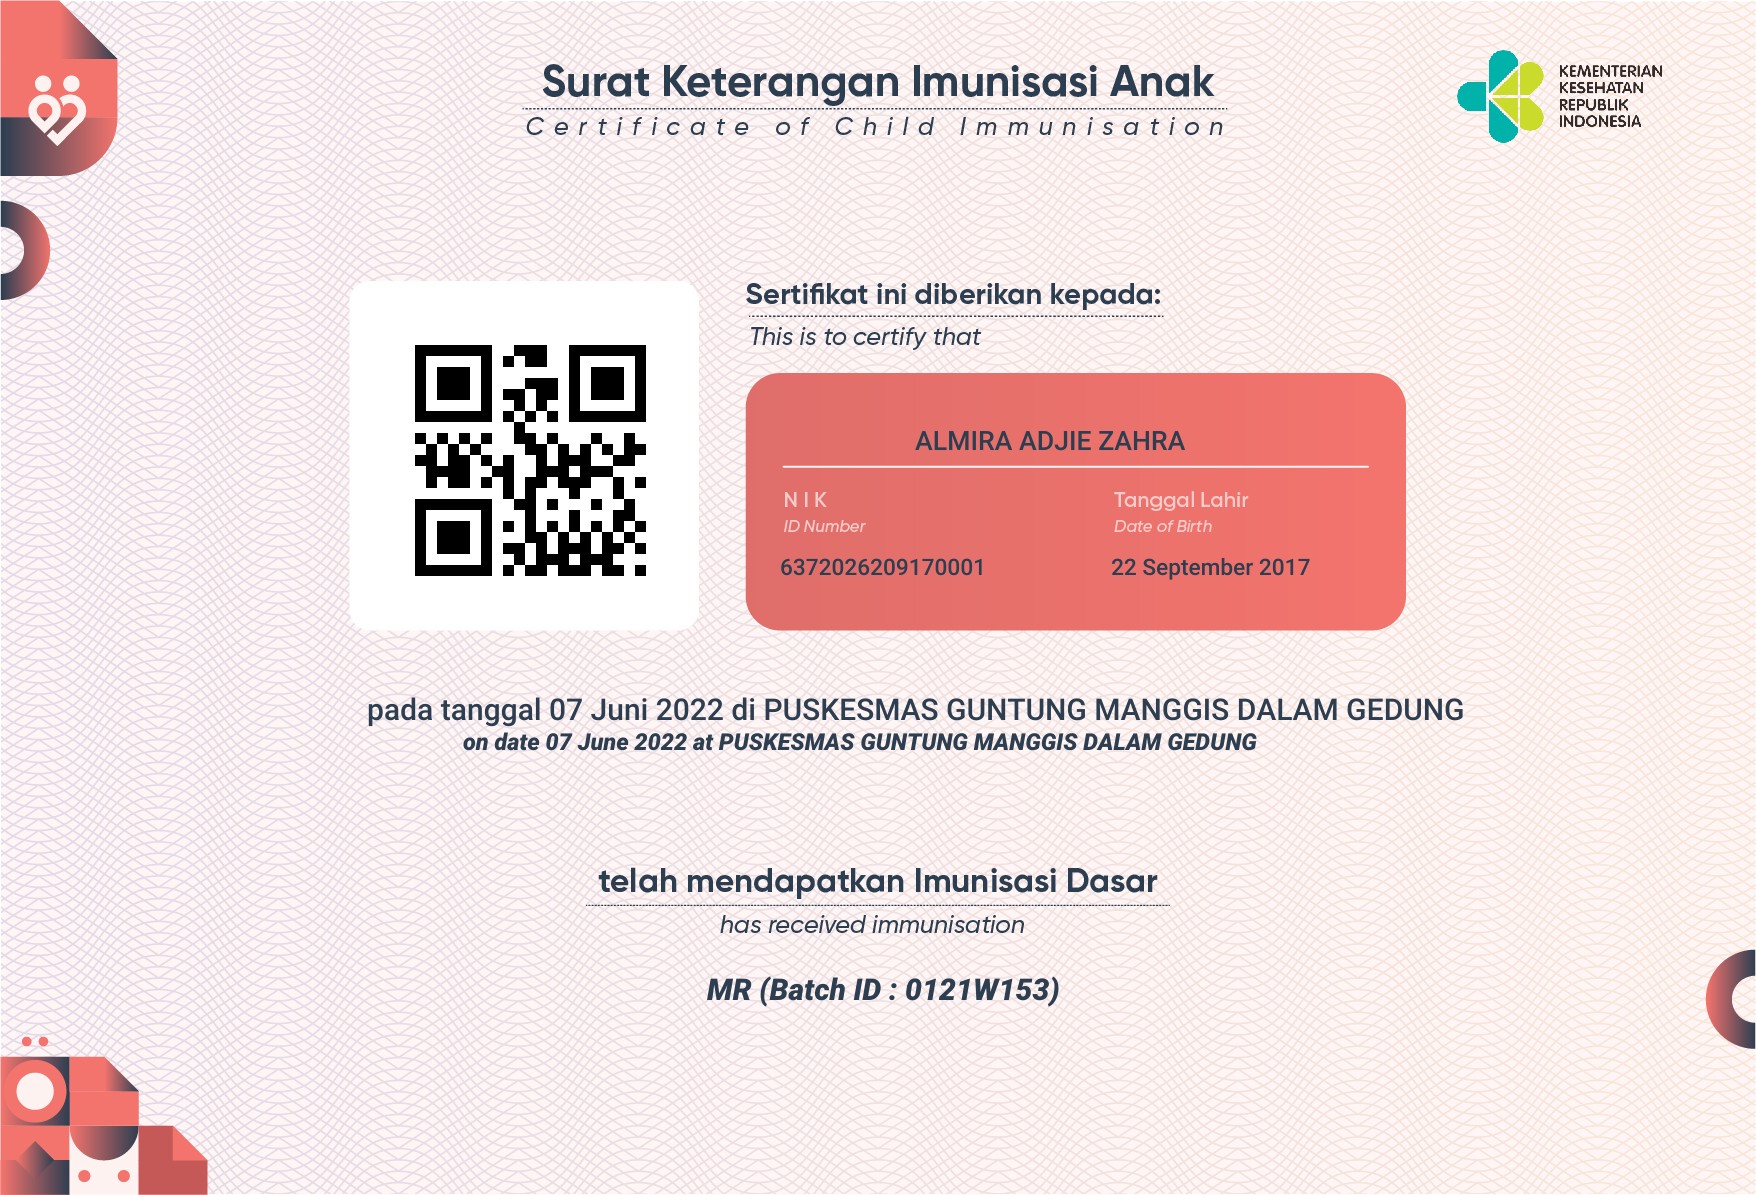 Surat Keterangan Imunisasi Anak
Certificate of Child Immunisation
KEMENTERIAN
KESEHATAN
REPUBLIK
INDONESIA
Sertifikat ini diberikan kepada:
This is to certify that
ALMIRA ADJIE ZAHRA
N I K
ID Number
6372026209170001
Tanggal Lahir
Date of Birth
22 September 2017
pada tanggal 07 Juni 2022 di PUSKESMAS GUNTUNG MANGGIS DALAM GEDUNG
on date 07 June 2022 at PUSKESMAS GUNTUNG MANGGIS DALAM GEDUNG
telah mendapatkan Imunisasi Dasar
has received immunisation
MR (Batch ID : 0121W153)